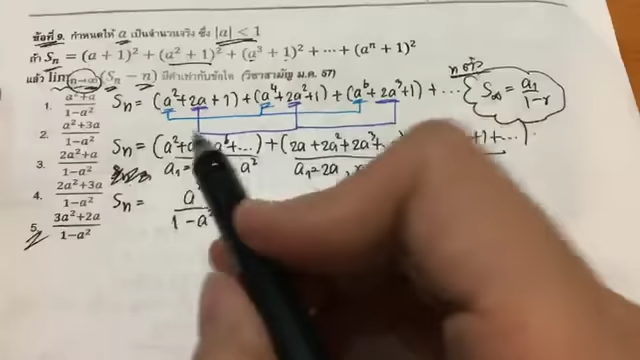 ข้อที่ 9. กำหนดให้ a เป็นจำนวนจริง ซึ่ง |a| < 1
ถ้า Sₙ = (a + 1)² + (a² + 1)² + (a³ + 1)² + ⋯ + (aⁿ + 1)²
แล้ว lim n→∞ (Sₙ − n) มีค่าเท่ากับข้อใด (วิชาสามัญ ม.ค. 57)
n ตัว
1. (a²+a)/(1−a²)
Sₙ = (a²+2a+1)+(a⁴+2a²+1)+(a⁶+2a³+1)+⋯
S∞ = a₁/(1−r)
2. (a²+3a)/(1−a²)
Sₙ = (a²+ +...) + (2a+2a²+2a³+ +1)+...)
3. (2a²+a)/(1−a²)
a₁= a² a₁=2a,
4. (2a²+3a)/(1−a²)
Sₙ =
5. (3a²+2a)/(1−a²)